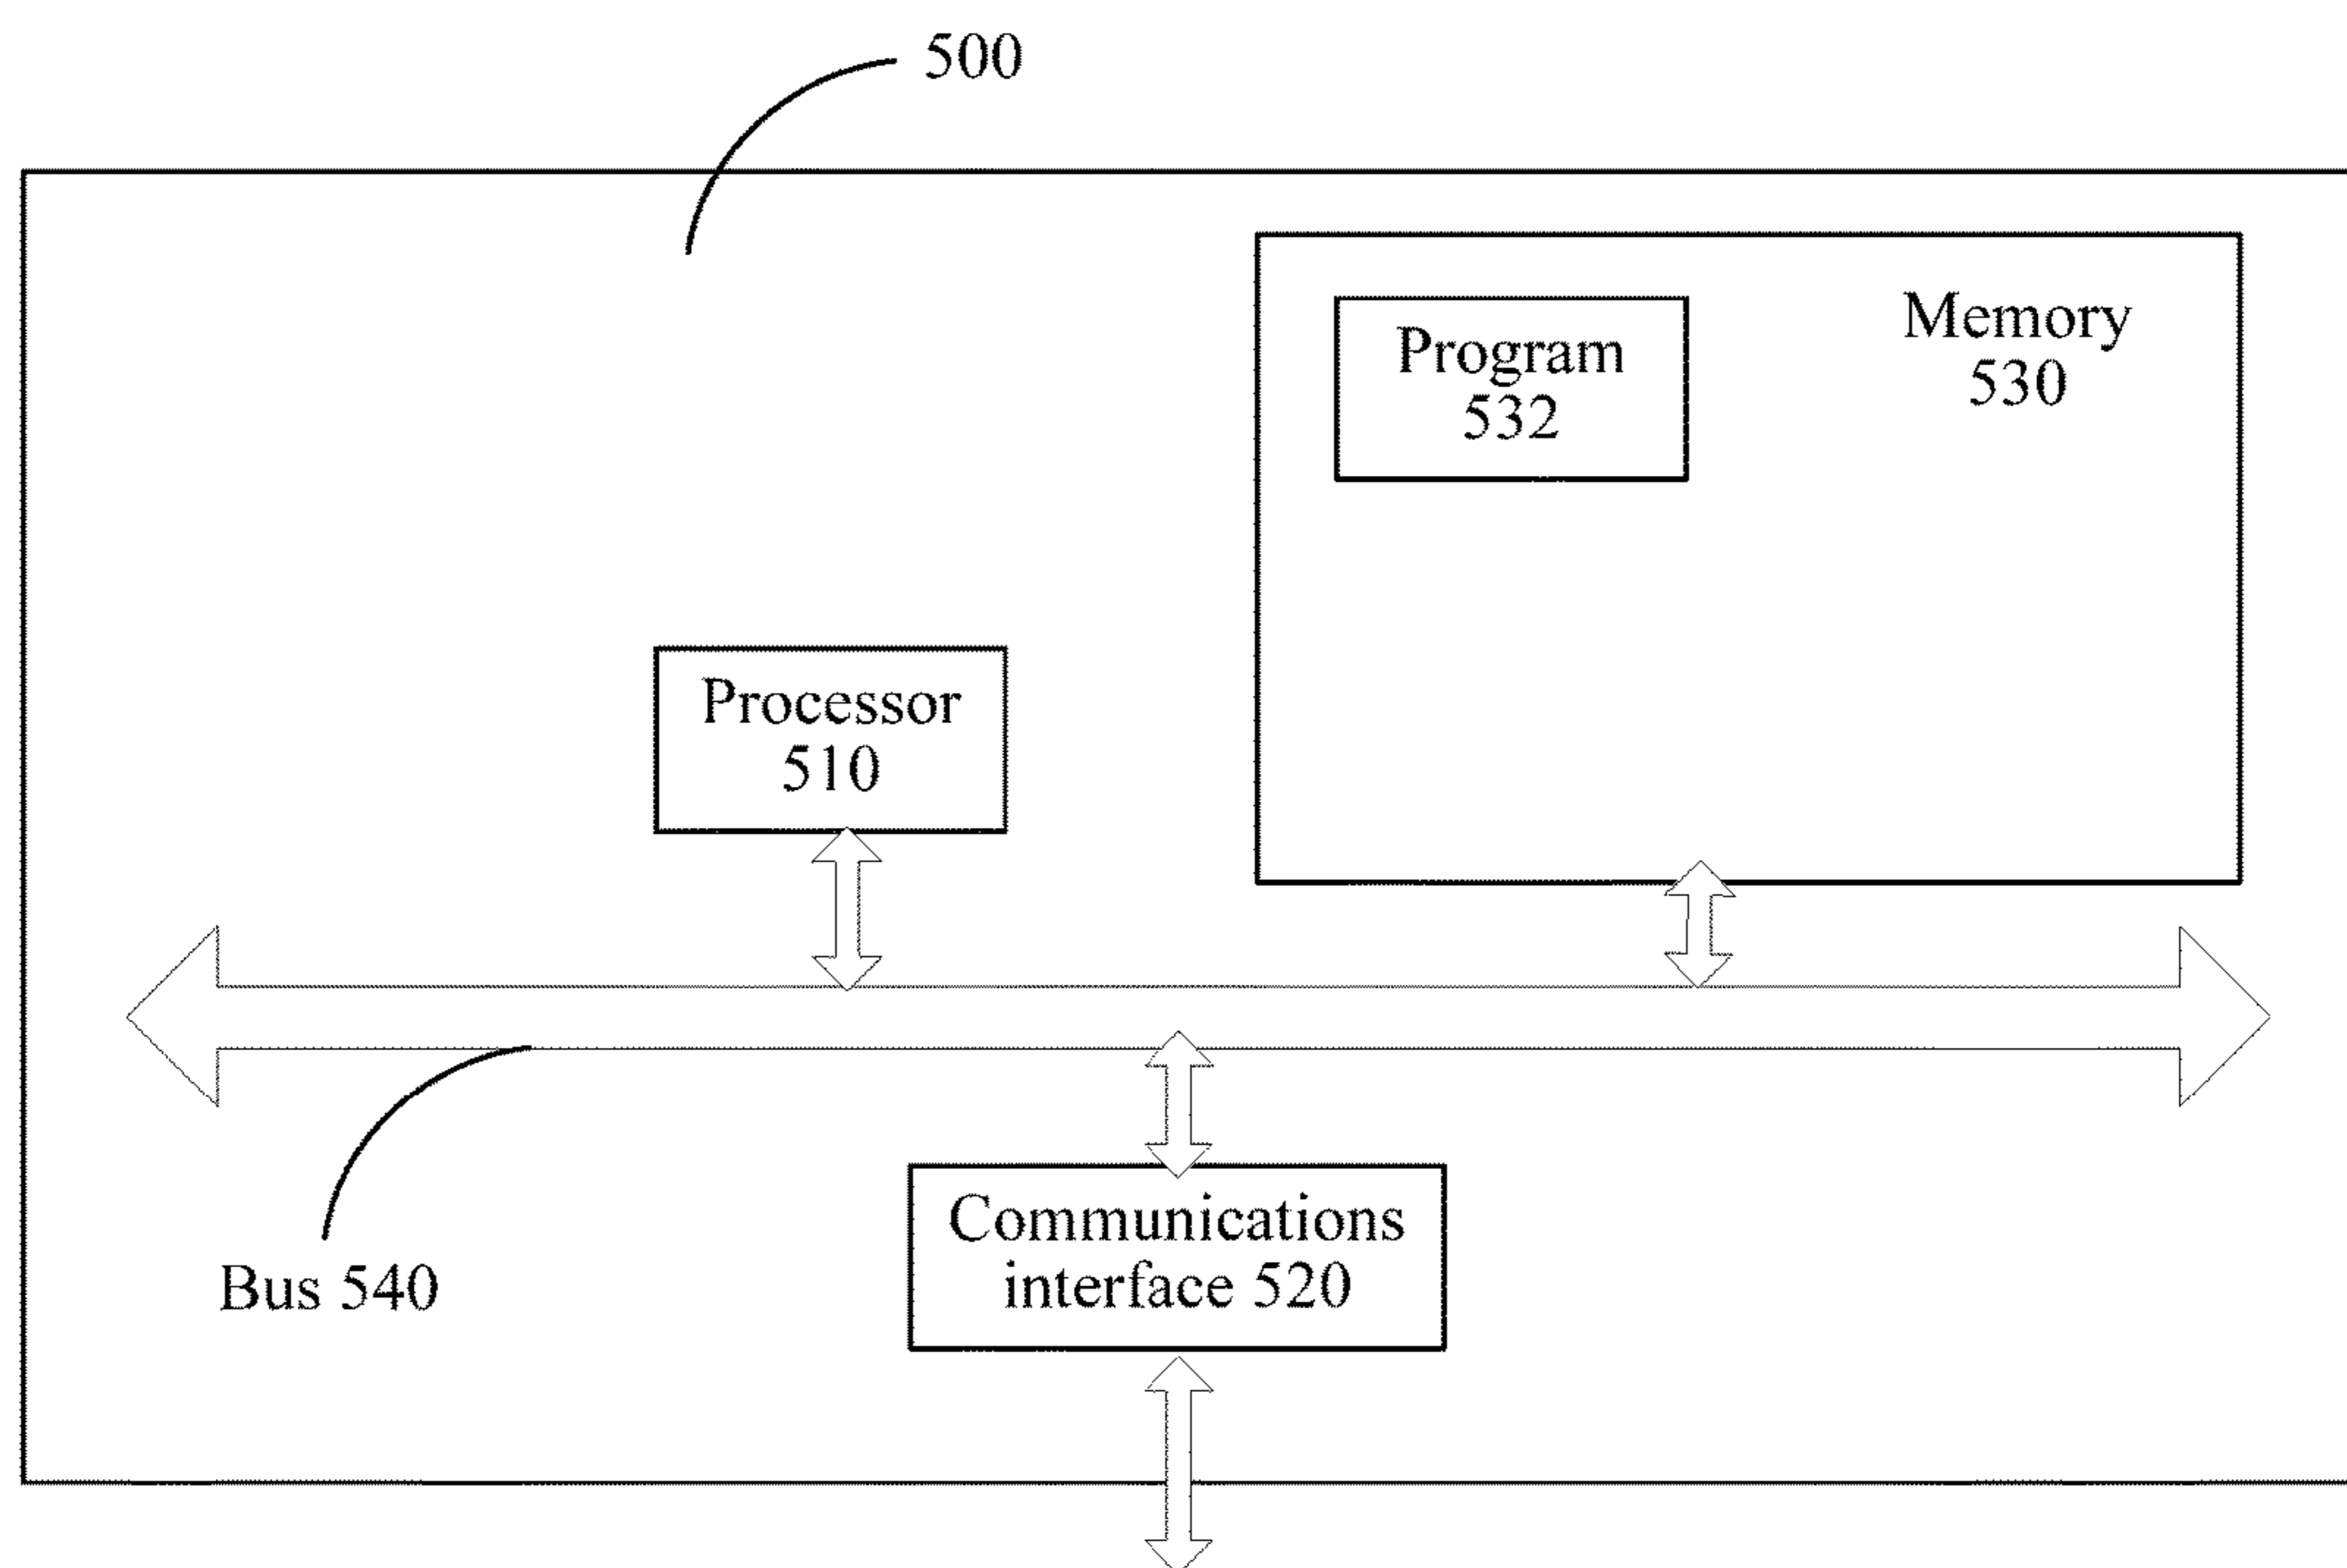 500
Memory
530
Program
532
Processor
510
Communications
interface 520
Bus 540